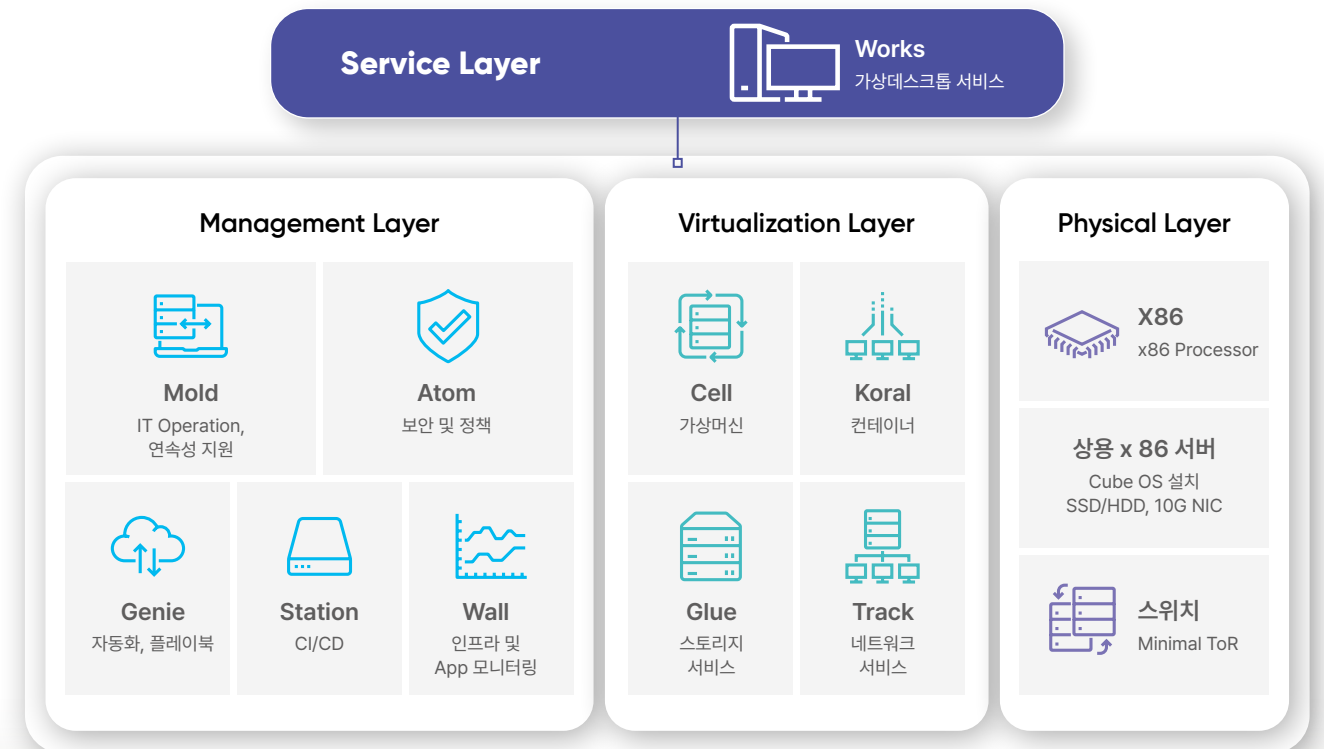 Service Layer
Works
가상데스크톱 서비스
Management Layer
Mold
IT Operation,
연속성 지원
Atom
보안 및 정책
Genie
자동화, 플레이북
Station
CI/CD
Wall
인프라 및
App 모니터링
Virtualization Layer
Cell
가상머신
Koral
컨테이너
Glue
스토리지
서비스
Track
네트워크
서비스
Physical Layer
X86
x86 Processor
상용 x 86 서버
Cube OS 설치
SSD/HDD, 10G NIC
스위치
Minimal ToR